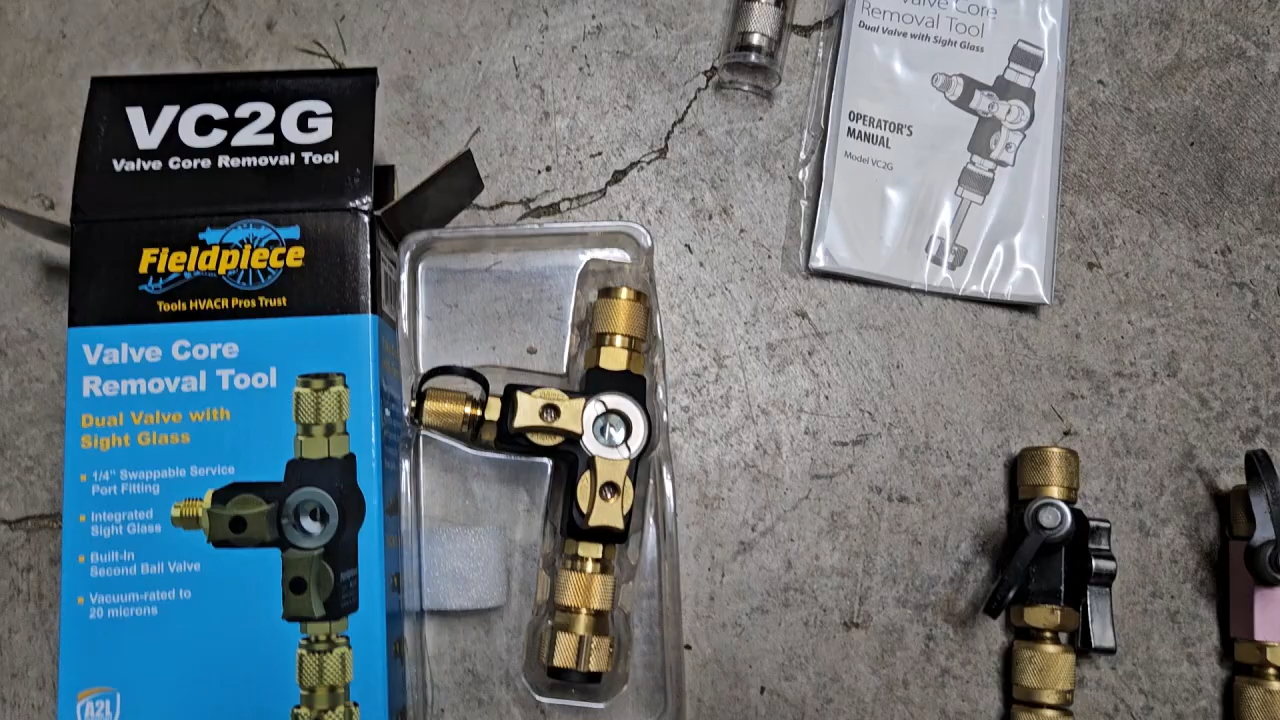 VC2G
Valve Core Removal Tool
Fieldpiece
Tools HVACR Pros Trust
Valve Core
Removal Tool
Dual Valve with
Sight Glass
1/4" Swappable Service
Port Fitting
Integrated
Sight Glass
Built-In
Second Ball Valve
Vacuum-rated to
20 microns
A2L
Valve Core
Removal Tool
Dual Valve with Sight Glass
OPERATOR'S
MANUAL
Model VC2G